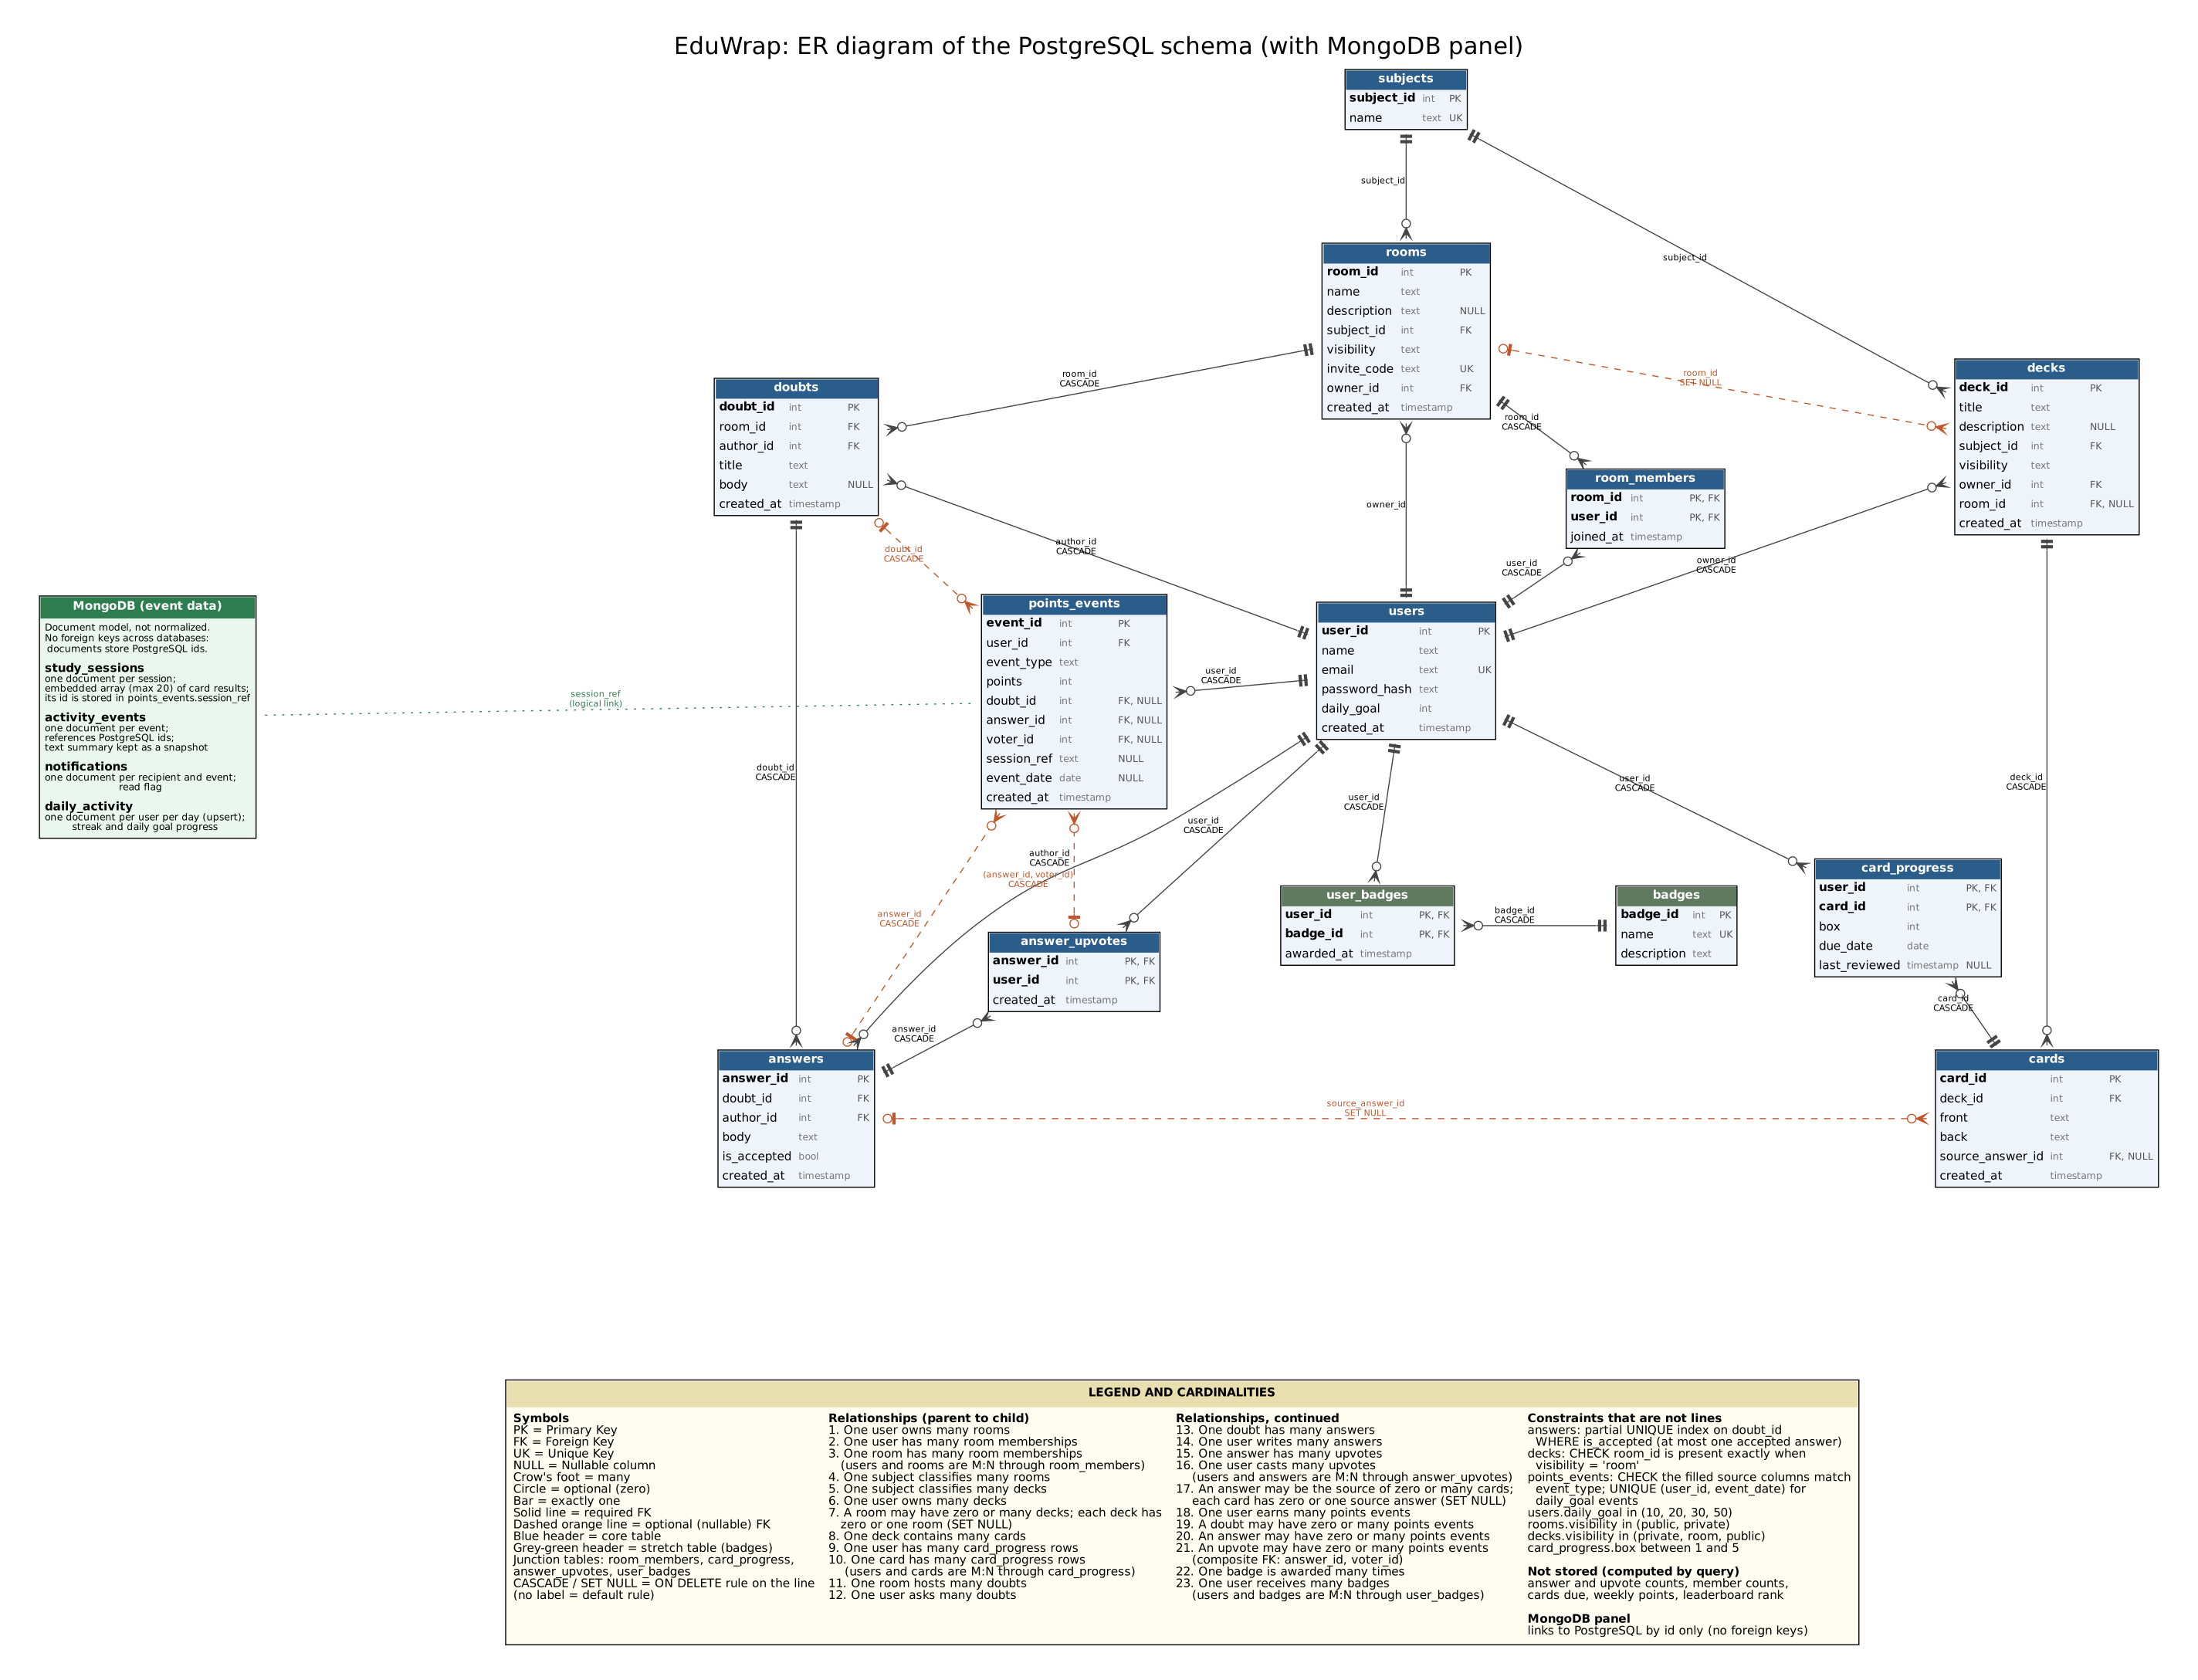 EduWrap: ER diagram of the PostgreSQL schema (with MongoDB panel)
subjects
subject_id int PK
name text UK
subject_id
subject_id
rooms
room_id int PK
name text
description text NULL
subject_id int FK
visibility text
invite_code text UK
owner_id int FK
created_at timestamp
room_id
CASCADE
room_id
SET NULL
room_id
CASCADE
decks
deck_id int PK
title text
description text NULL
subject_id int FK
visibility text
owner_id int FK
room_id int FK, NULL
created_at timestamp
doubts
doubt_id int PK
room_id int FK
author_id int FK
title text
body text NULL
created_at timestamp
room_members
room_id int PK, FK
user_id int PK, FK
joined_at timestamp
owner_id
doubt_id
CASCADE
author_id
CASCADE
user_id
CASCADE
owner_id
CASCADE
MongoDB (event data)
Document model, not normalized.
No foreign keys across databases:
documents store PostgreSQL ids.
study_sessions
one document per session;
embedded array (max 20) of card results;
its id is stored in points_events.session_ref
activity_events
one document per event;
references PostgreSQL ids;
text summary kept as a snapshot
notifications
one document per recipient and event;
read flag
daily_activity
one document per user per day (upsert);
streak and daily goal progress
session_ref
(logical link)
points_events
event_id int PK
user_id int FK
event_type text
points int
doubt_id int FK, NULL
answer_id int FK, NULL
voter_id int FK, NULL
session_ref text NULL
event_date date NULL
created_at timestamp
user_id
CASCADE
users
user_id int PK
name text
email text UK
password_hash text
daily_goal int
created_at timestamp
doubt_id
CASCADE
deck_id
CASCADE
user_id
CASCADE
user_id
CASCADE
user_id
CASCADE
author_id
CASCADE
(answer_id, voter_id)
CASCADE
answer_id
CASCADE
card_progress
user_id int PK, FK
card_id int PK, FK
box int
due_date date
last_reviewed timestamp NULL
user_badges
user_id int PK, FK
badge_id int PK, FK
awarded_at timestamp
badge_id
CASCADE
badges
badge_id int PK
name text UK
description text
answer_upvotes
answer_id int PK, FK
user_id int PK, FK
created_at timestamp
answer_id
CASCADE
card_id
CASCADE
answers
answer_id int PK
doubt_id int FK
author_id int FK
body text
is_accepted bool
created_at timestamp
source_answer_id
SET NULL
cards
card_id int PK
deck_id int FK
front text
back text
source_answer_id int FK, NULL
created_at timestamp
LEGEND AND CARDINALITIES
Symbols
PK = Primary Key
FK = Foreign Key
UK = Unique Key
NULL = Nullable column
Crow's foot = many
Circle = optional (zero)
Bar = exactly one
Solid line = required FK
Dashed orange line = optional (nullable) FK
Blue header = core table
Grey-green header = stretch table (badges)
Junction tables: room_members, card_progress,
answer_upvotes, user_badges
CASCADE / SET NULL = ON DELETE rule on the line
(no label = default rule)
Relationships (parent to child)
1. One user owns many rooms
2. One user has many room memberships
3. One room has many room memberships
(users and rooms are M:N through room_members)
4. One subject classifies many rooms
5. One subject classifies many decks
6. One user owns many decks
7. A room may have zero or many decks; each deck has
zero or one room (SET NULL)
8. One deck contains many cards
9. One user has many card_progress rows
10. One card has many card_progress rows
(users and cards are M:N through card_progress)
11. One room hosts many doubts
12. One user asks many doubts
Relationships, continued
13. One doubt has many answers
14. One user writes many answers
15. One answer has many upvotes
16. One user casts many upvotes
(users and answers are M:N through answer_upvotes)
17. An answer may be the source of zero or many cards;
each card has zero or one source answer (SET NULL)
18. One user earns many points events
19. A doubt may have zero or many points events
20. An answer may have zero or many points events
21. An upvote may have zero or many points events
(composite FK: answer_id, voter_id)
22. One badge is awarded many times
23. One user receives many badges
(users and badges are M:N through user_badges)
Constraints that are not lines
answers: partial UNIQUE index on doubt_id
WHERE is_accepted (at most one accepted answer)
decks: CHECK room_id is present exactly when
visibility = 'room'
points_events: CHECK the filled source columns match
event_type; UNIQUE (user_id, event_date) for
daily_goal events
users.daily_goal in (10, 20, 30, 50)
rooms.visibility in (public, private)
decks.visibility in (private, room, public)
card_progress.box between 1 and 5
Not stored (computed by query)
answer and upvote counts, member counts,
cards due, weekly points, leaderboard rank
MongoDB panel
links to PostgreSQL by id only (no foreign keys)